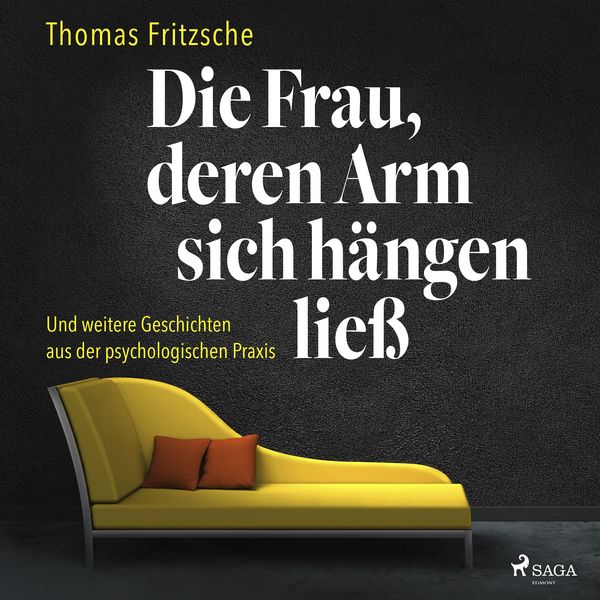 Thomas Fritzsche
Die Frau,
deren Arm
sich hängen
ließ
Und weitere Geschichten
aus der psychologischen Praxis
SAGA
EGMONT